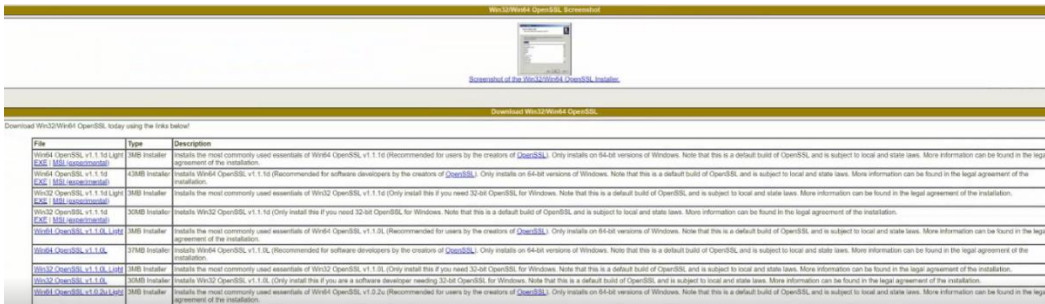 Win32/Win64 OpenSSL Screenshot
Screenshot of the Win32/Win64 OpenSSL Installer.
Download Win32/Win64 OpenSSL
Download Win32/Win64 OpenSSL today using the links below!
File Type Description
Win64 OpenSSL v1.1.1d Light 3MB Installer Installs the most commonly used essentials of Win64 OpenSSL v1.1.1d (Recommended for users by the creators of OpenSSL). Only installs on 64-bit versions of Windows. Note that this is a default build of OpenSSL and is subject to local and state laws. More information can be found in the lega
EXE | MSI (experimental) agreement of the installation.
Win64 OpenSSL v1.1.1d 43MB Installer Installs Win64 OpenSSL v1.1.1d (Recommended for software developers by the creators of OpenSSL). Only installs on 64-bit versions of Windows. Note that this is a default build of OpenSSL and is subject to local and state laws. More information can be found in the legal agreement of the
EXE | MSI (experimental) installation.
Win32 OpenSSL v1.1.1d Light 3MB Installer Installs the most commonly used essentials of Win32 OpenSSL v1.1.1d (Only install this if you need 32-bit OpenSSL for Windows. Note that this is a default build of OpenSSL and is subject to local and state laws. More information can be found in the legal agreement of the installation.
EXE | MSI (experimental)
Win32 OpenSSL v1.1.1d 30MB Installer Installs Win32 OpenSSL v1.1.1d (Only install this if you need 32-bit OpenSSL for Windows. Note that this is a default build of OpenSSL and is subject to local and state laws. More information can be found in the legal agreement of the installation.
EXE | MSI (experimental)
Win64 OpenSSL v1.1.0L Light 3MB Installer Installs the most commonly used essentials of Win64 OpenSSL v1.1.0L (Recommended for users by the creators of OpenSSL). Only installs on 64-bit versions of Windows. Note that this is a default build of OpenSSL and is subject to local and state laws. More information can be found in the lega
agreement of the installation.
Win64 OpenSSL v1.1.0L 37MB Installer Installs Win64 OpenSSL v1.1.0L (Recommended for software developers by the creators of OpenSSL). Only installs on 64-bit versions of Windows. Note that this is a default build of OpenSSL and is subject to local and state laws. More information can be found in the legal agreement of the
installation.
Win32 OpenSSL v1.1.0L Light 3MB Installer Installs the most commonly used essentials of Win32 OpenSSL v1.1.0L (Only install this if you need 32-bit OpenSSL for Windows. Note that this is a default build of OpenSSL and is subject to local and state laws. More information can be found in the legal agreement of the installation.
Win32 OpenSSL v1.1.0L 30MB Installer Installs Win32 OpenSSL v1.1.0L (Only install this if you are a software developer needing 32-bit OpenSSL for Windows. Note that this is a default build of OpenSSL and is subject to local and state laws. More information can be found in the legal agreement of the installation.
Win64 OpenSSL v1.0.2u Light 3MB Installer Installs the most commonly used essentials of Win64 OpenSSL v1.0.2u (Recommended for users by the creators of OpenSSL). Only installs on 64-bit versions of Windows. Note that this is a default build of OpenSSL and is subject to local and state laws. More information can be found in the lega
agreement of the installation.